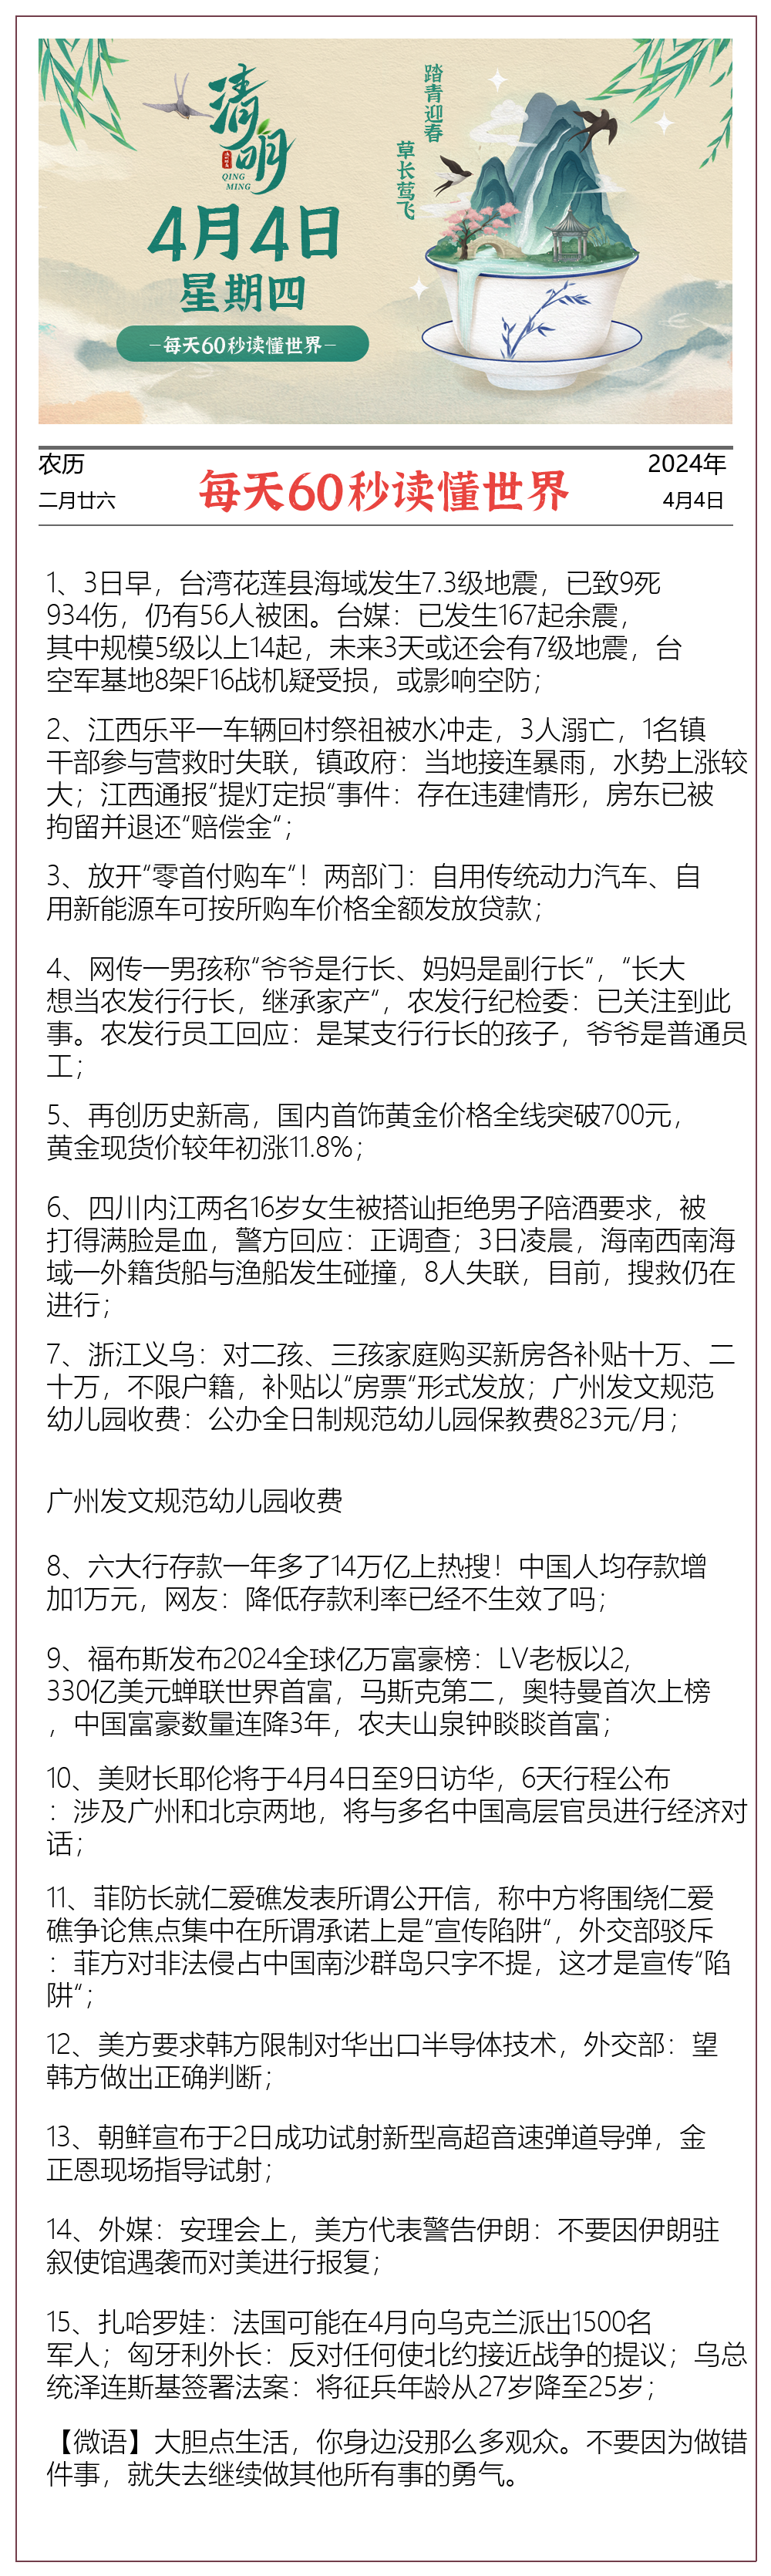 清明
QING
MING
踏青迎春
草长莺飞
4月4日
星期四
–每天60秒读懂世界–
农历
二月廿六
每天60秒读懂世界
2024年
4月4日
1、3日早，台湾花莲县海域发生7.3级地震，已致9死
934伤，仍有56人被困。台媒：已发生167起余震，
其中规模5级以上14起，未来3天或还会有7级地震，台
空军基地8架F16战机疑受损，或影响空防；
2、江西乐平一车辆回村祭祖被水冲走，3人溺亡，1名镇
干部参与营救时失联，镇政府：当地接连暴雨，水势上涨较
大；江西通报“提灯定损“事件：存在违建情形，房东已被
拘留并退还“赔偿金“；
3、放开“零首付购车“！两部门：自用传统动力汽车、自
用新能源车可按所购车价格全额发放贷款；
4、网传一男孩称“爷爷是行长、妈妈是副行长“，“长大
想当农发行行长，继承家产“，农发行纪检委：已关注到此
事。农发行员工回应：是某支行行长的孩子，爷爷是普通员
工；
5、再创历史新高，国内首饰黄金价格全线突破700元，
黄金现货价较年初涨11.8%；
6、四川内江两名16岁女生被搭讪拒绝男子陪酒要求，被
打得满脸是血，警方回应：正调查；3日凌晨，海南西南海
域一外籍货船与渔船发生碰撞，8人失联，目前，搜救仍在
进行；
7、浙江义乌：对二孩、三孩家庭购买新房各补贴十万、二
十万，不限户籍，补贴以“房票“形式发放；广州发文规范
幼儿园收费：公办全日制规范幼儿园保教费823元/月；
广州发文规范幼儿园收费
8、六大行存款一年多了14万亿上热搜！中国人均存款增
加1万元，网友：降低存款利率已经不生效了吗；
9、福布斯发布2024全球亿万富豪榜：LV老板以2,
330亿美元蝉联世界首富，马斯克第二，奥特曼首次上榜
，中国富豪数量连降3年，农夫山泉钟睒睒首富；
10、美财长耶伦将于4月4日至9日访华，6天行程公布
：涉及广州和北京两地，将与多名中国高层官员进行经济对
话；
11、菲防长就仁爱礁发表所谓公开信，称中方将围绕仁爱
礁争论焦点集中在所谓承诺上是“宣传陷阱“，外交部驳斥
：菲方对非法侵占中国南沙群岛只字不提，这才是宣传“陷
阱“；
12、美方要求韩方限制对华出口半导体技术，外交部：望
韩方做出正确判断；
13、朝鲜宣布于2日成功试射新型高超音速弹道导弹，金
正恩现场指导试射；
14、外媒：安理会上，美方代表警告伊朗：不要因伊朗驻
叙使馆遇袭而对美进行报复；
15、扎哈罗娃：法国可能在4月向乌克兰派出1500名
军人；匈牙利外长：反对任何使北约接近战争的提议；乌总
统泽连斯基签署法案：将征兵年龄从27岁降至25岁；
【微语】大胆点生活，你身边没那么多观众。不要因为做错
件事，就失去继续做其他所有事的勇气。